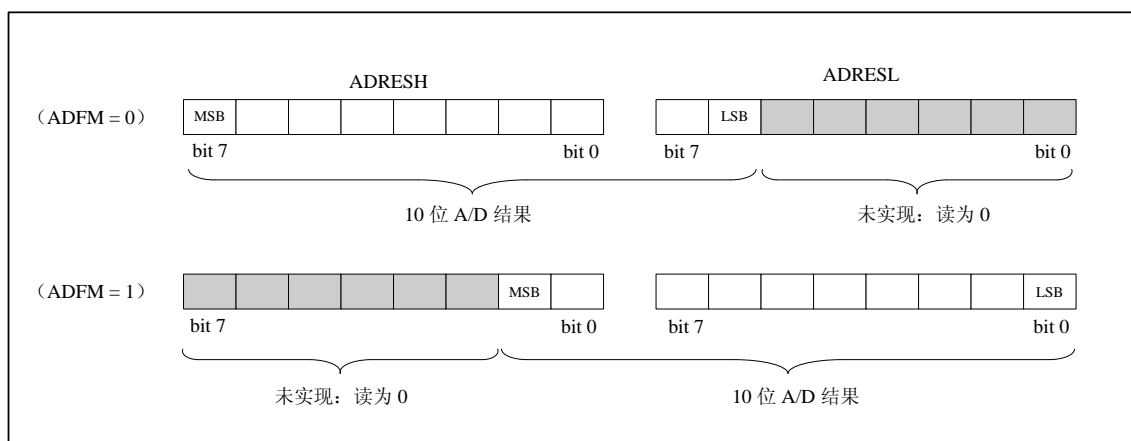 ADRESH ADRESL
（ADFM = 0） MSB LSB
bit 7 bit 0 bit 7 bit 0
10 位 A/D 结果 未实现：读为 0
（ADFM = 1） MSB LSB
bit 7 bit 0 bit 7 bit 0
未实现：读为 0 10 位 A/D 结果